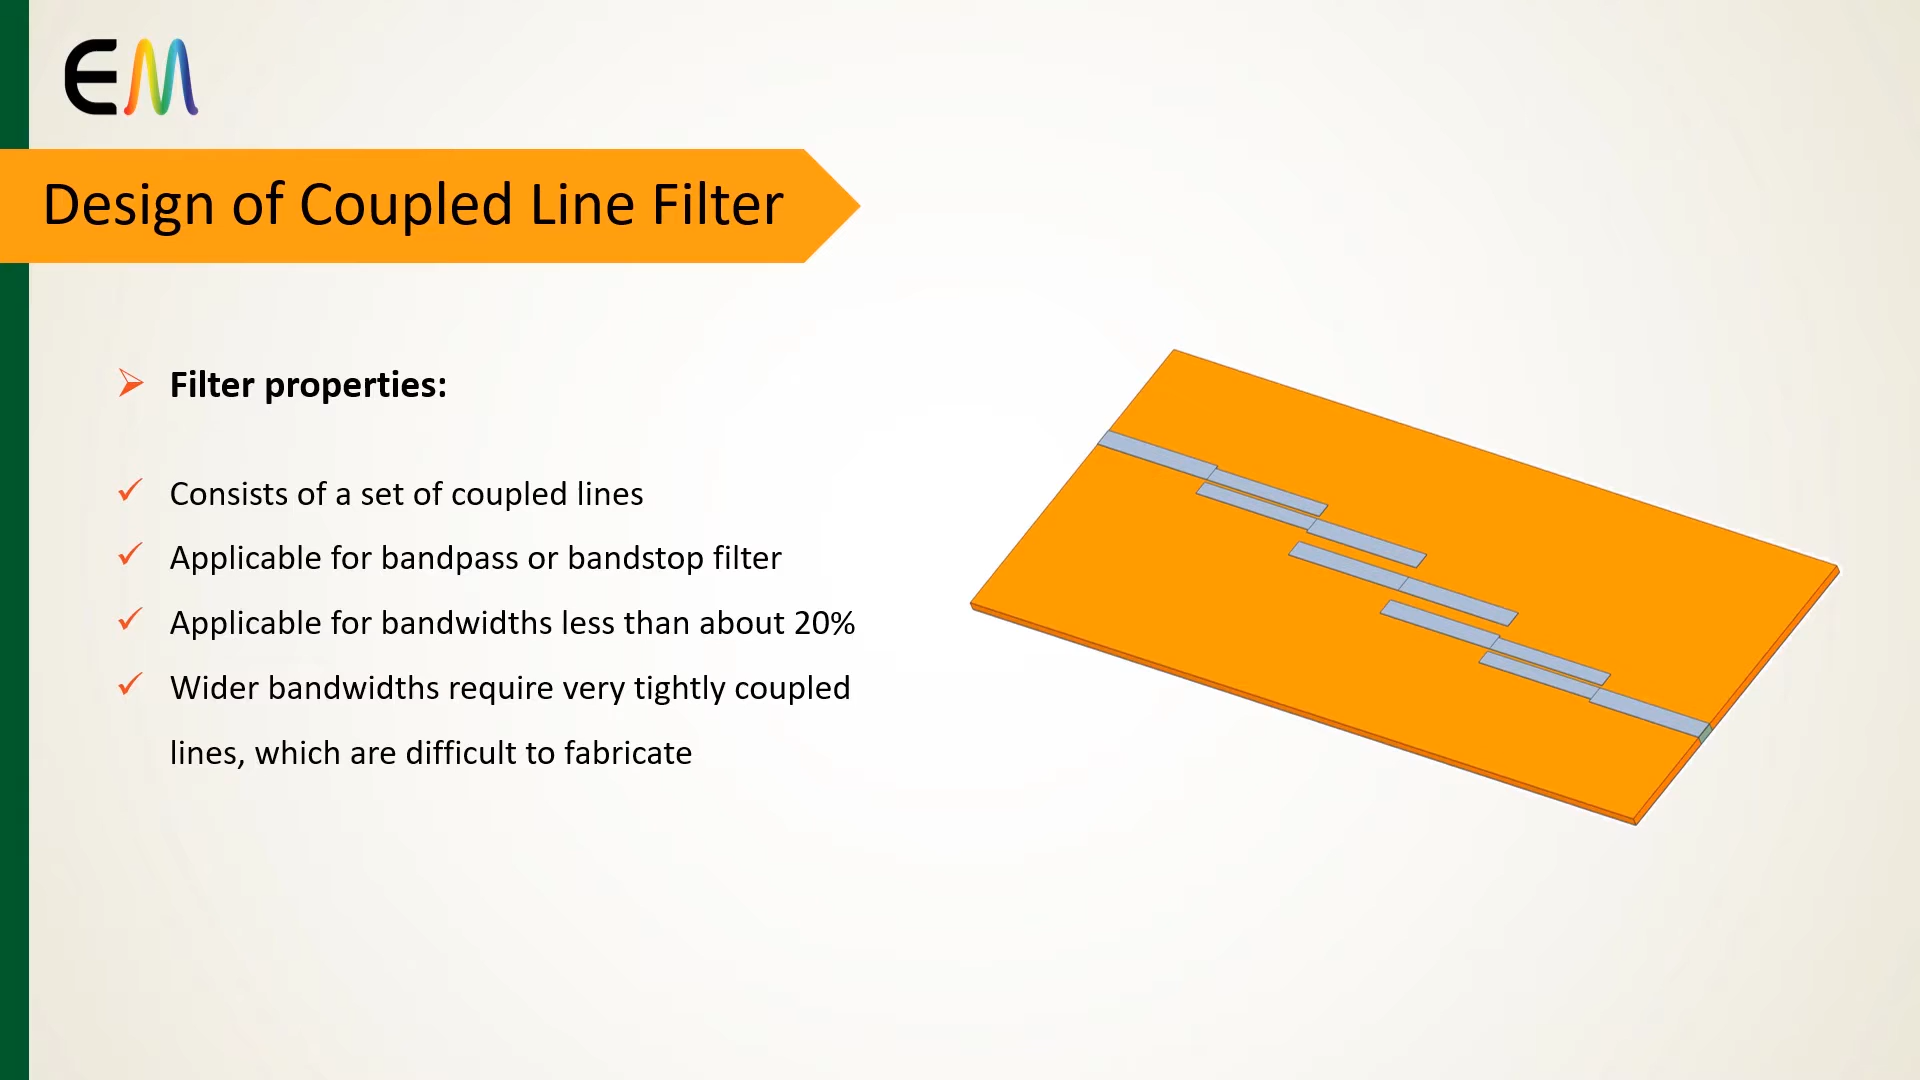 EM
Design of Coupled Line Filter
Filter properties:
Consists of a set of coupled lines
Applicable for bandpass or bandstop filter
Applicable for bandwidths less than about 20%
Wider bandwidths require very tightly coupled
lines, which are difficult to fabricate